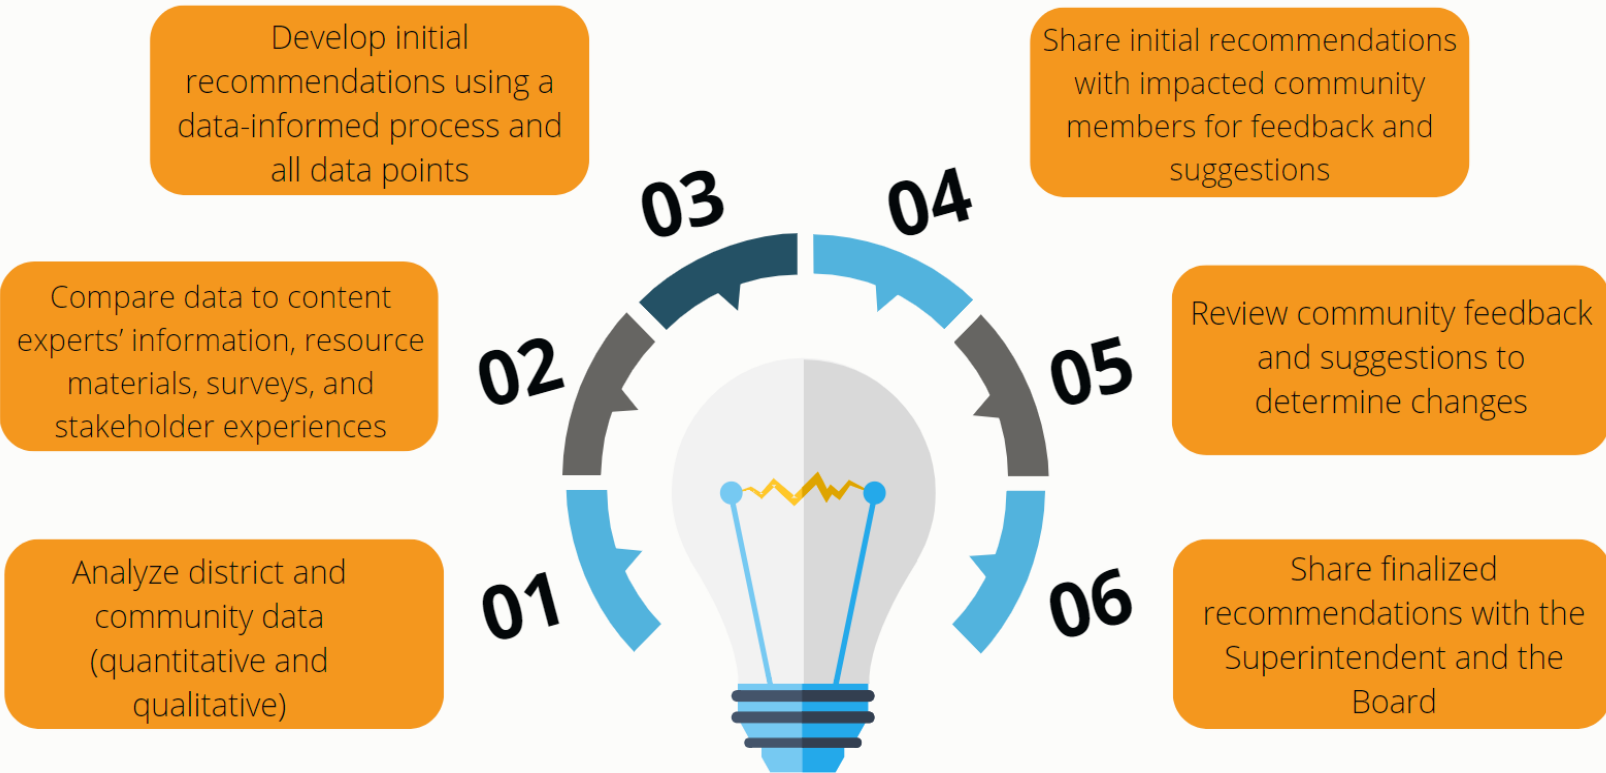 01
Analyze district and
community data
(quantitative and
qualitative)
02
Compare data to content
experts’ information, resource
materials, surveys, and
stakeholder experiences
03
Develop initial
recommendations using a
data-informed process and
all data points
04
Share initial recommendations
with impacted community
members for feedback and
suggestions
05
Review community feedback
and suggestions to
determine changes
06
Share finalized
recommendations with the
Superintendent and the
Board